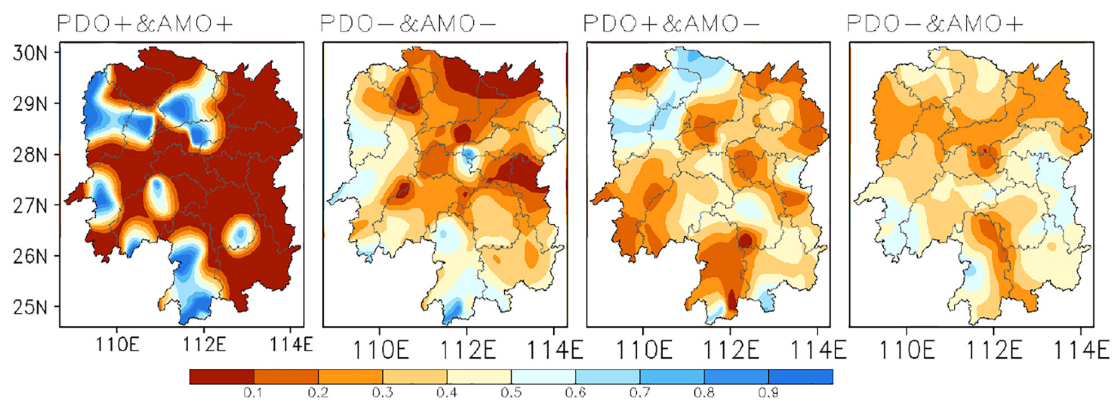 PDO+&AMO+ PDO-&AMO- PDO+&AMO- PDO-&AMO+
30N
29N
28N
27N
26N
25N
110E 112E 114E 110E 112E 114E 110E 112E 114E 110E 112E 114E
0.1 0.2 0.3 0.4 0.5 0.6 0.7 0.8 0.9